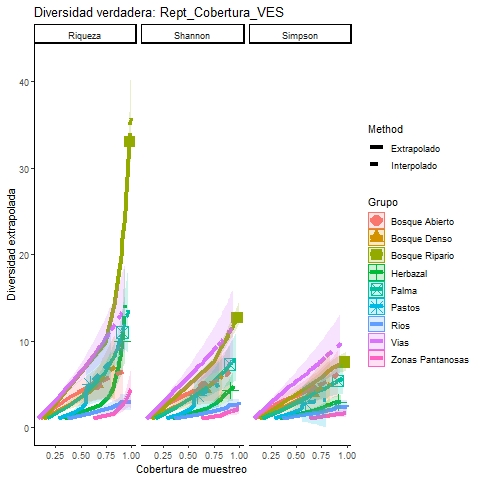 Diversidad verdadera: Rept_Cobertura_VES
Riqueza Shannon Simpson
40
30
20
10
0
Diversidad extrapolada
0.25 0.50 0.75 1.00 0.25 0.50 0.75 1.00 0.25 0.50 0.75 1.00
Cobertura de muestreo
Method
Extrapolado
Interpolado
Grupo
Bosque Abierto
Bosque Denso
Bosque Ripario
Herbazal
Palma
Pastos
Rios
Vias
Zonas Pantanosas